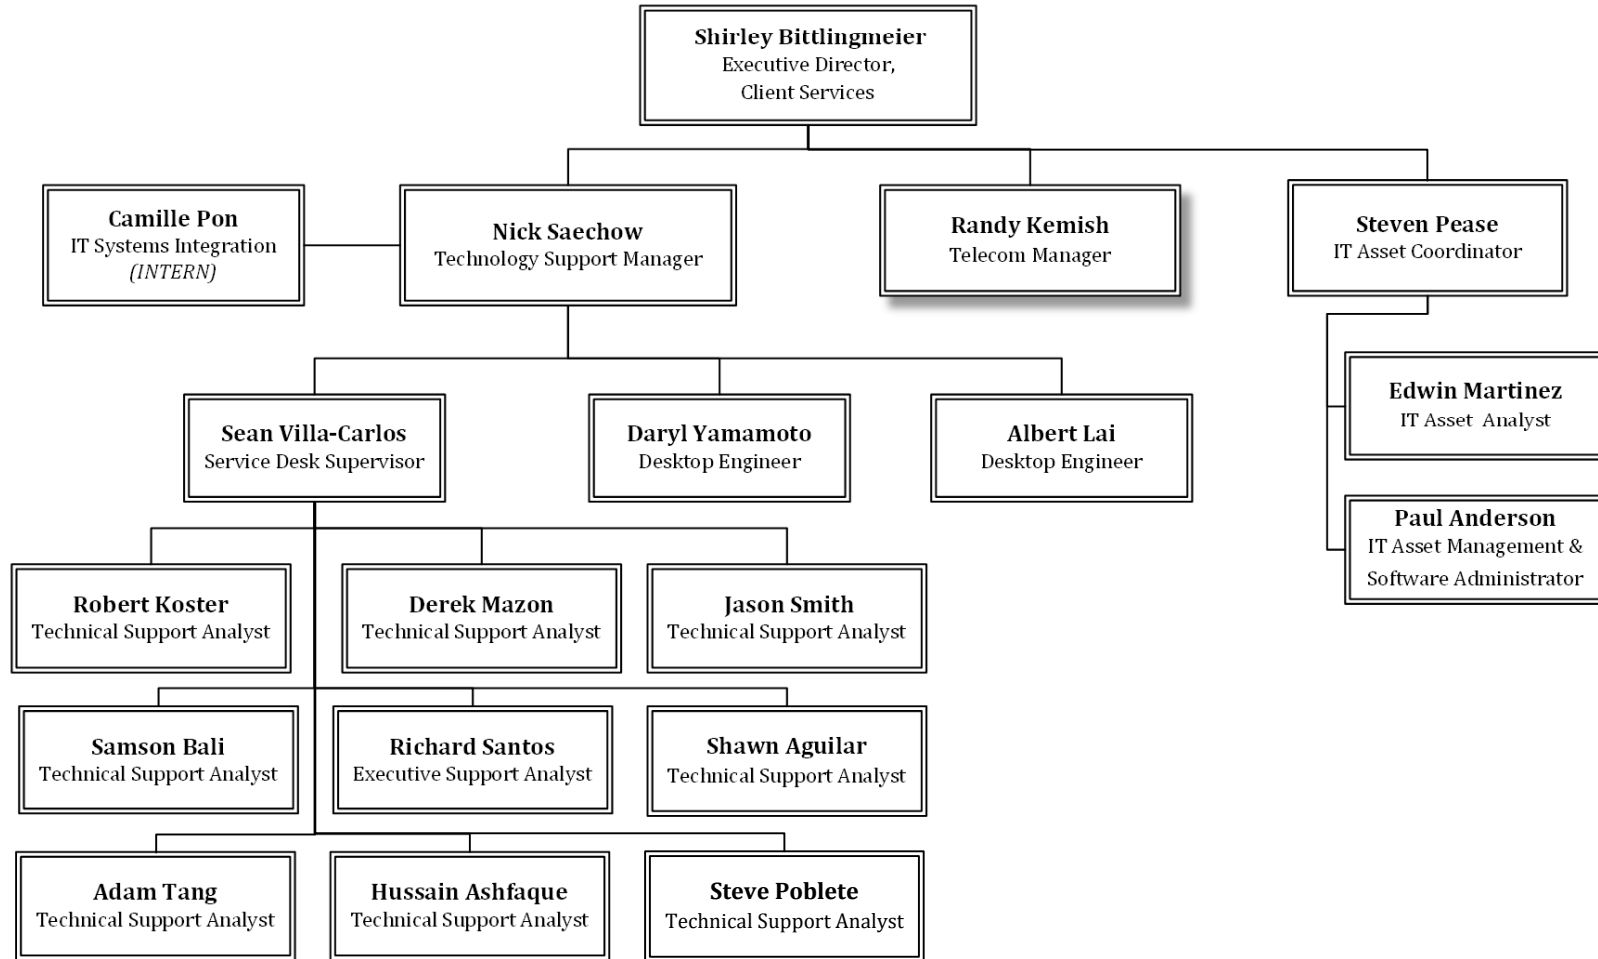 Shirley Bittlingmeier
Executive Director,
Client Services
Camille Pon
IT Systems Integration
(INTERN)
Nick Saechow
Technology Support Manager
Randy Kemish
Telecom Manager
Steven Pease
IT Asset Coordinator
Edwin Martinez
IT Asset Analyst
Paul Anderson
IT Asset Management &
Software Administrator
Sean Villa-Carlos
Service Desk Supervisor
Daryl Yamamoto
Desktop Engineer
Albert Lai
Desktop Engineer
Robert Koster
Technical Support Analyst
Derek Mazon
Technical Support Analyst
Jason Smith
Technical Support Analyst
Samson Bali
Technical Support Analyst
Richard Santos
Executive Support Analyst
Shawn Aguilar
Technical Support Analyst
Adam Tang
Technical Support Analyst
Hussain Ashfaque
Technical Support Analyst
Steve Poblete
Technical Support Analyst